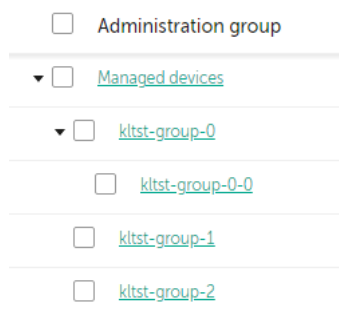 Administration group
Managed devices
kltst-group-0
kltst-group-0-0
kltst-group-1
kltst-group-2